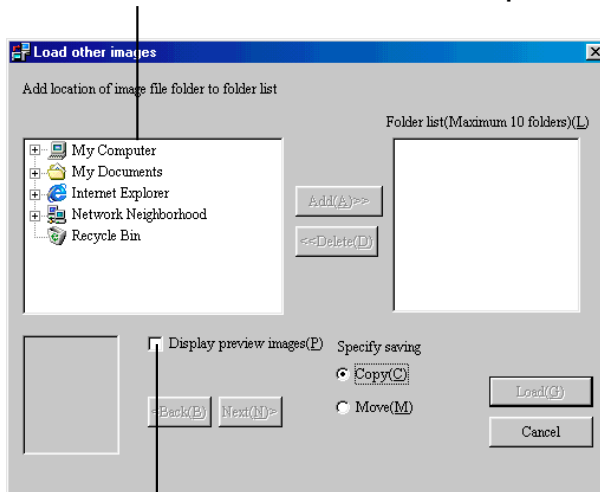 Load other images
Add location of image file folder to folder list
Folder list(Maximum 10 folders)(L)
My Computer
My Documents
Internet Explorer
Network Neighborhood
Recycle Bin
Add(A)>>
<<Delete(D)
Display preview images(P)
Specify saving
Copy(C)
Move(M)
<Back(B)
Next(N)>
Load(G)
Cancel